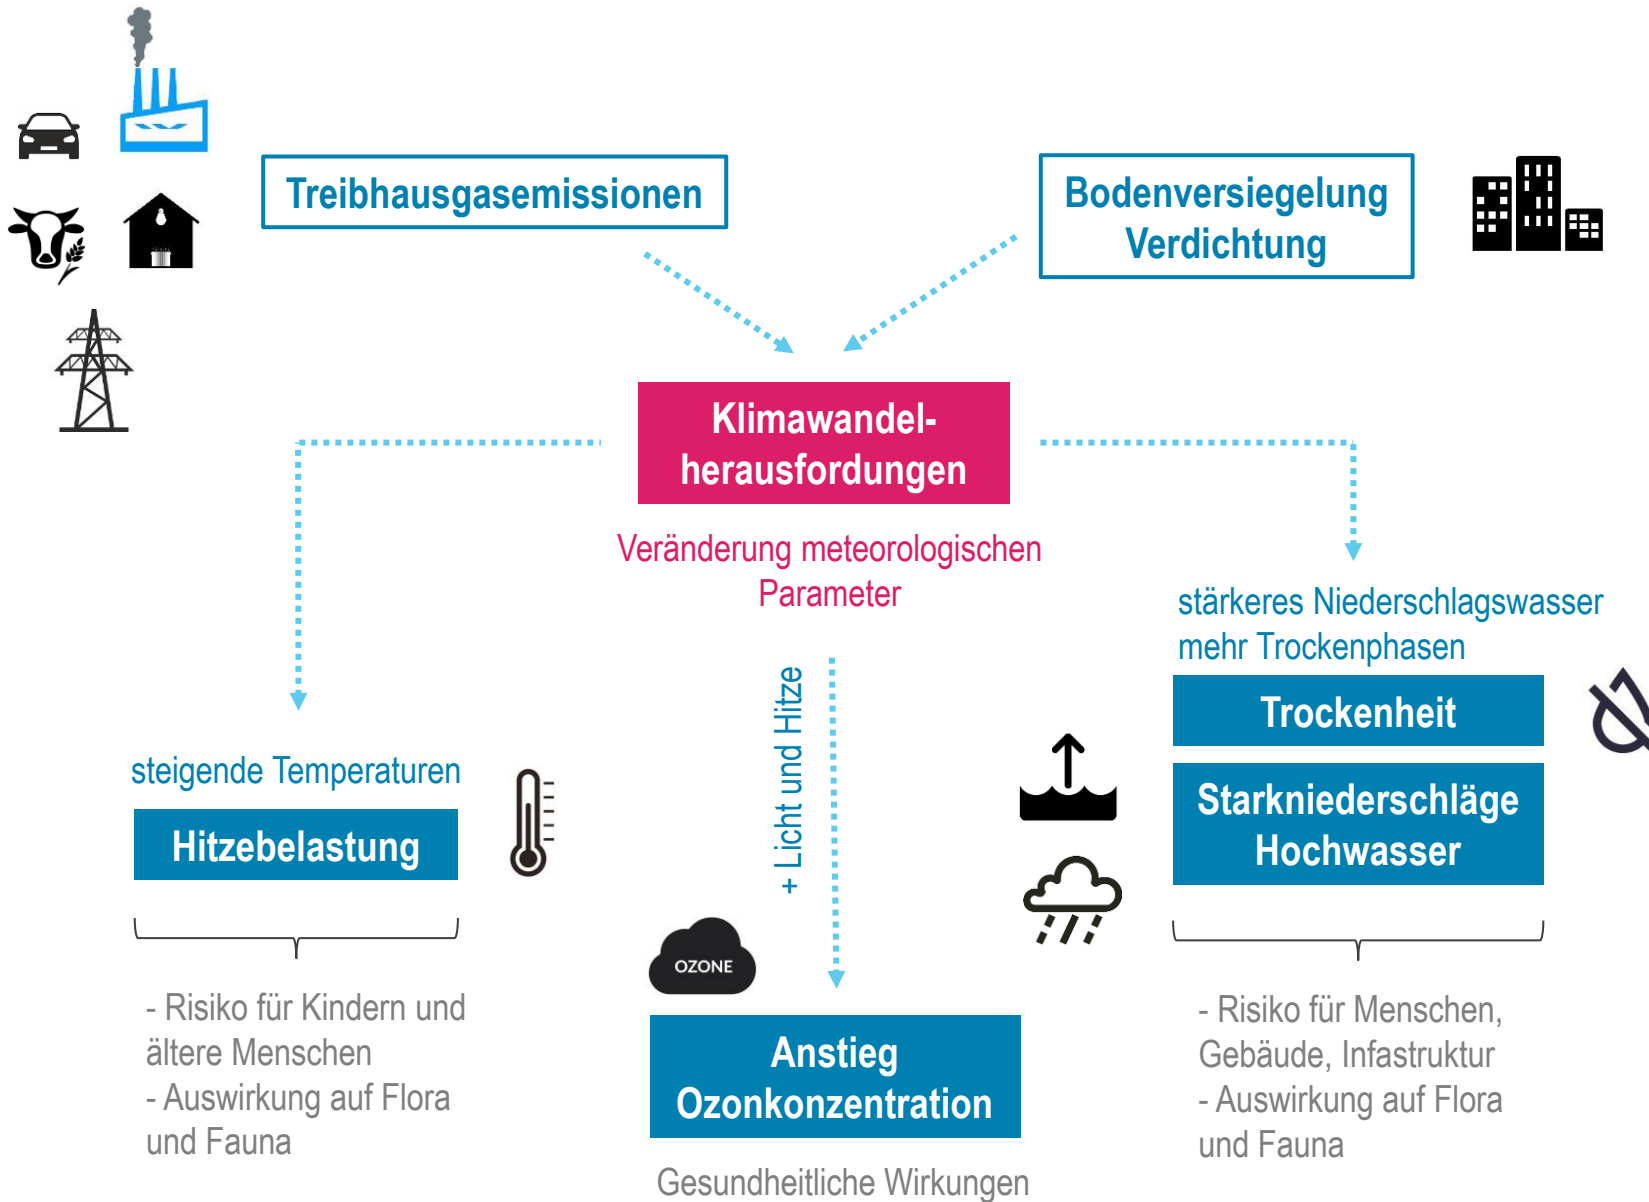 Treibhausgasemissionen
Bodenversiegelung
Verdichtung
Klimawandel-
herausfordungen
Veränderung meteorologischen
Parameter
steigende Temperaturen
Hitzebelastung
- Risiko für Kindern und
ältere Menschen
- Auswirkung auf Flora
und Fauna
+ Licht und Hitze
OZONE
Anstieg
Ozonkonzentration
Gesundheitliche Wirkungen
stärkeres Niederschlagswasser
mehr Trockenphasen
Trockenheit
Starkniederschläge
Hochwasser
- Risiko für Menschen,
Gebäude, Infastruktur
- Auswirkung auf Flora
und Fauna